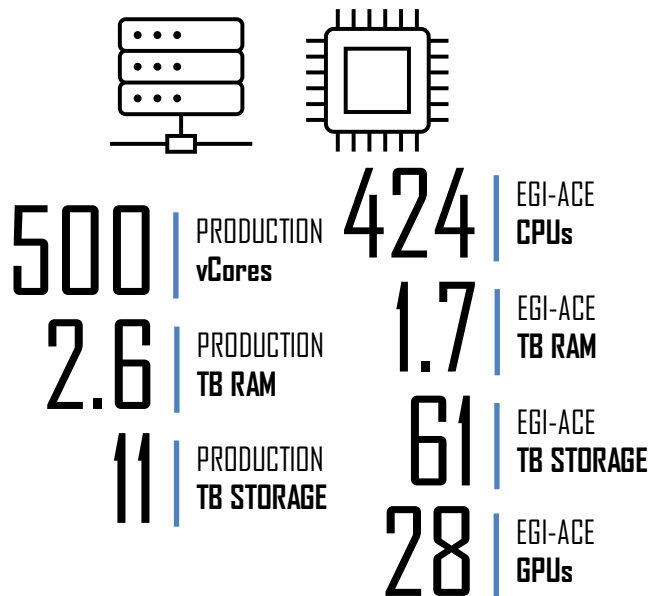 500
PRODUCTION
vCores
2.6
PRODUCTION
TB RAM
11
PRODUCTION
TB STORAGE
424
EGI-ACE
CPUs
1.7
EGI-ACE
TB RAM
61
EGI-ACE
TB STORAGE
28
EGI-ACE
GPUs